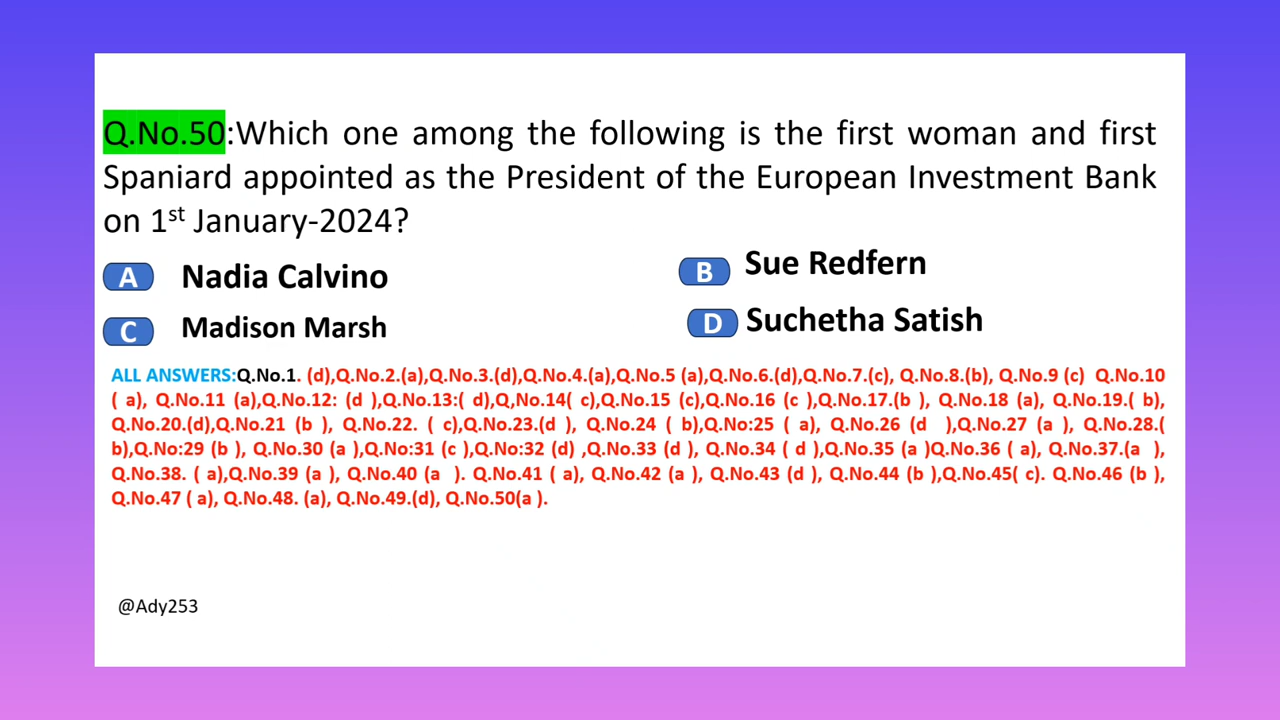 Q.No.50:Which one among the following is the first woman and first
Spaniard appointed as the President of the European Investment Bank
on 1st January-2024?
A Nadia Calvino
B Sue Redfern
C Madison Marsh
D Suchetha Satish
ALL ANSWERS:Q.No.1. (d),Q.No.2.(a),Q.No.3.(d),Q.No.4.(a),Q.No.5 (a),Q.No.6.(d),Q.No.7.(c), Q.No.8.(b), Q.No.9 (c) Q.No.10
( a), Q.No.11 (a),Q.No.12: (d ),Q.No.13:( d),Q,No.14( c),Q.No.15 (c),Q.No.16 (c ),Q.No.17.(b ), Q.No.18 (a), Q.No.19.( b),
Q.No.20.(d),Q.No.21 (b ), Q.No.22. ( c),Q.No.23.(d ), Q.No.24 ( b),Q.No:25 ( a), Q.No.26 (d ),Q.No.27 (a ), Q.No.28.(
b),Q.No:29 (b ), Q.No.30 (a ),Q.No:31 (c ),Q.No:32 (d) ,Q.No.33 (d ), Q.No.34 ( d ),Q.No.35 (a )Q.No.36 ( a), Q.No.37.(a ),
Q.No.38. ( a),Q.No.39 (a ), Q.No.40 (a ). Q.No.41 ( a), Q.No.42 (a ), Q.No.43 (d ), Q.No.44 (b ),Q.No.45( c). Q.No.46 (b ),
Q.No.47 ( a), Q.No.48. (a), Q.No.49.(d), Q.No.50(a ).
@Ady253